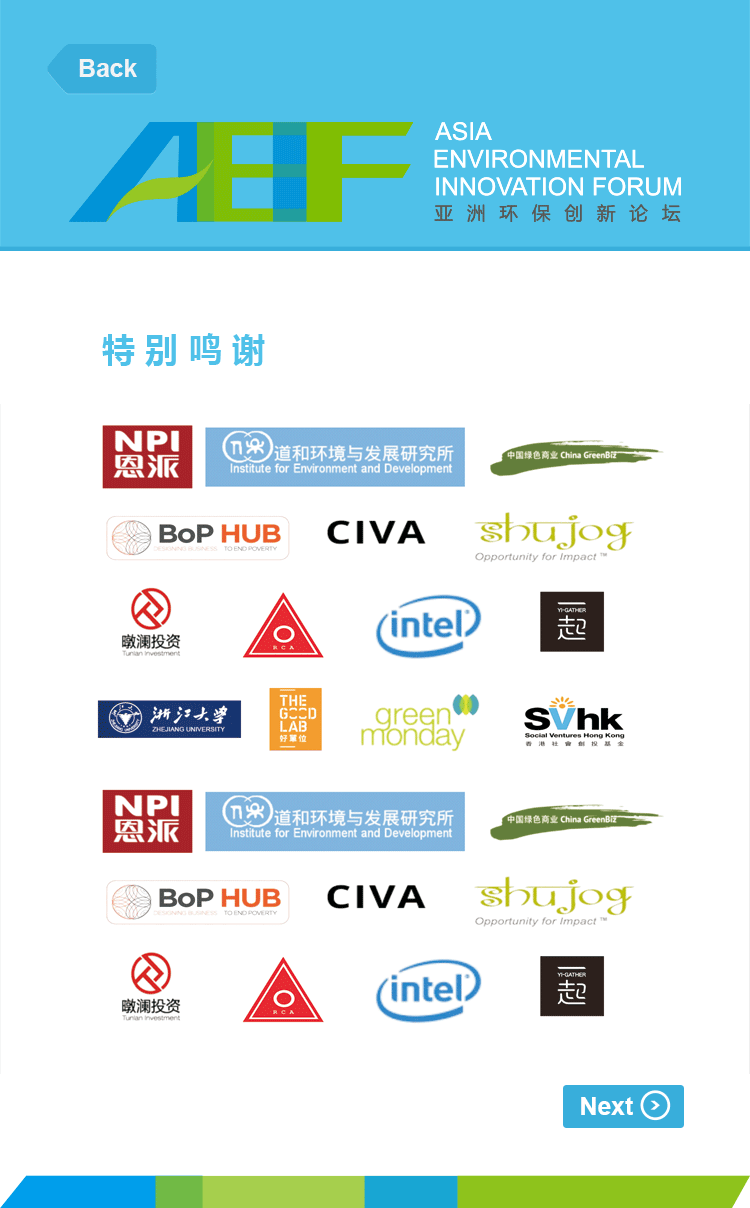 Back
AEIF
ASIA
ENVIRONMENTAL
INNOVATION FORUM
亚洲环保创新论坛
特别鸣谢
NPI
恩派
道和环境与发展研究所
Institute for Environment and Development
中国绿色商业 China GreenBiz
BoP HUB
DESIGNING BUSINESS TO END POVERTY
CIVA
shujog
Opportunity for Impact ™
暾澜投资
Tunlan Investment
RCA
intel
YI-GATHER
一起
浙江大学
ZHEJIANG UNIVERSITY
THE
GOOD
LAB
好單位
green
monday
SVhk
Social Ventures Hong Kong
香港社會創投基金
NPI
恩派
道和环境与发展研究所
Institute for Environment and Development
中国绿色商业 China GreenBiz
BoP HUB
DESIGNING BUSINESS TO END POVERTY
CIVA
shujog
Opportunity for Impact ™
暾澜投资
Tunlan Investment
RCA
intel
YI-GATHER
一起
Next